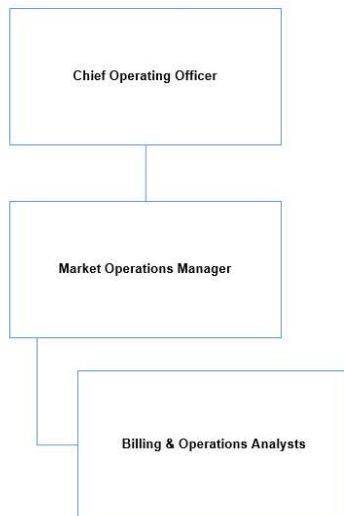 Chief Operating Officer
Market Operations Manager
Billing & Operations Analysts